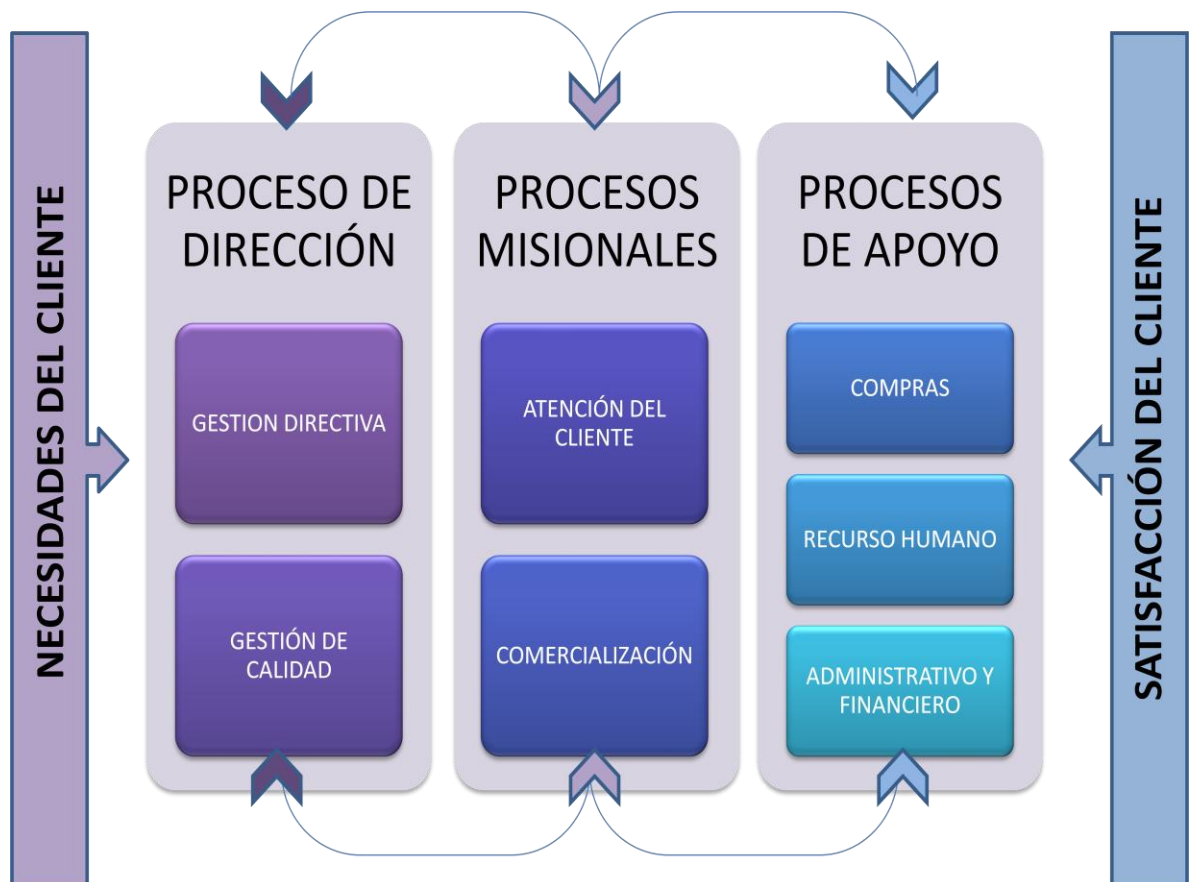 NECESIDADES DEL CLIENTE
PROCESO DE
DIRECCIÓN
GESTION DIRECTIVA
GESTIÓN DE
CALIDAD
PROCESOS
MISIONALES
ATENCIÓN DEL
CLIENTE
COMERCIALIZACIÓN
PROCESOS
DE APOYO
COMPRAS
RECURSO HUMANO
ADMINISTRATIVO Y
FINANCIERO
SATISFACCIÓN DEL CLIENTE